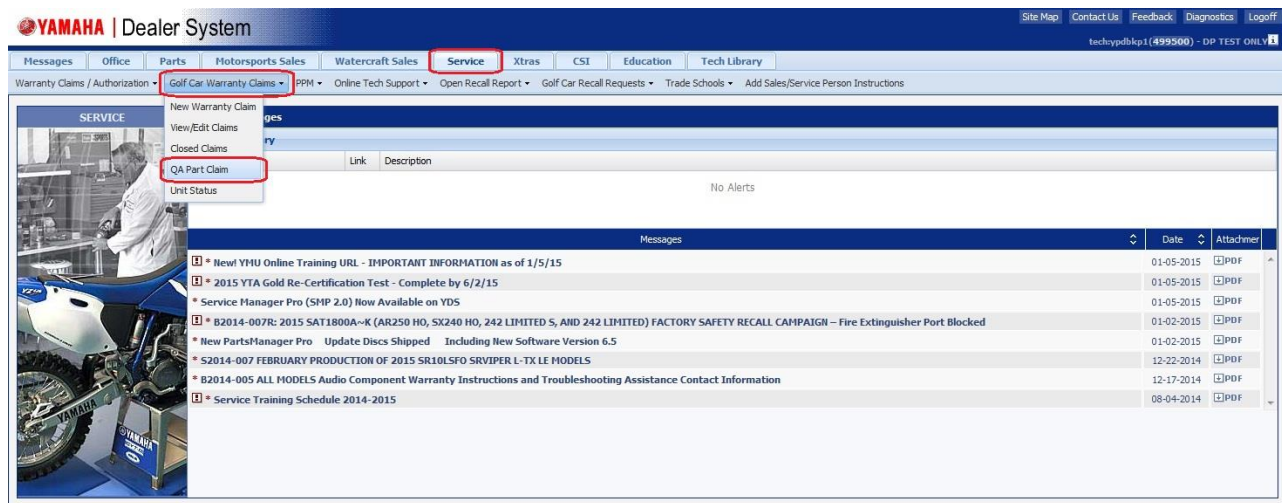 Site Map Contact Us Feedback Diagnostics Logoff
YAMAHA | Dealer System
tech:ypdbkp1(499500) - DP TEST ONLY
Messages Office Parts Motorsports Sales Watercraft Sales Service Xtras CSI Education Tech Library
Warranty Claims / Authorization Golf Car Warranty Claims PPM Online Tech Support Open Recall Report Golf Car Recall Requests Trade Schools Add Sales/Service Person Instructions
SERVICE
New Warranty Claim
View/Edit Claims
Closed Claims
QA Part Claim
Unit Status
ges
ry
Link Description
No Alerts
Messages Date Attachmer
* New! YMU Online Training URL - IMPORTANT INFORMATION as of 1/5/15 01-05-2015 PDF
* 2015 YTA Gold Re-Certification Test - Complete by 6/2/15 01-05-2015 PDF
* Service Manager Pro (SMP 2.0) Now Available on YDS 01-05-2015 PDF
* B2014-007R: 2015 SAT1800A~K (AR250 HO, SX240 HO, 242 LIMITED S, AND 242 LIMITED) FACTORY SAFETY RECALL CAMPAIGN – Fire Extinguisher Port Blocked 01-02-2015 PDF
* New PartsManager Pro Update Discs Shipped Including New Software Version 6.5 01-02-2015 PDF
* S2014-007 FEBRUARY PRODUCTION OF 2015 SR10LSFO SRVIPER L-TX LE MODELS 12-22-2014 PDF
* B2014-005 ALL MODELS Audio Component Warranty Instructions and Troubleshooting Assistance Contact Information 12-17-2014 PDF
* Service Training Schedule 2014-2015 08-04-2014 PDF
YAMAHA
YAMAHA